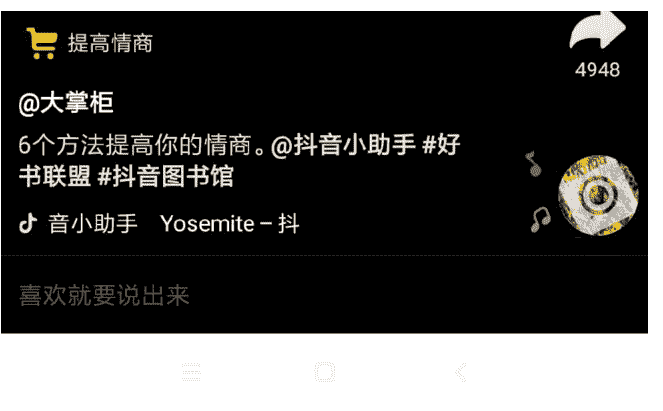 提高情商
4948
@大掌柜
6个方法提高你的情商。@抖音小助手 #好
书联盟 #抖音图书馆
音小助手 Yosemite – 抖
喜欢就要说出来